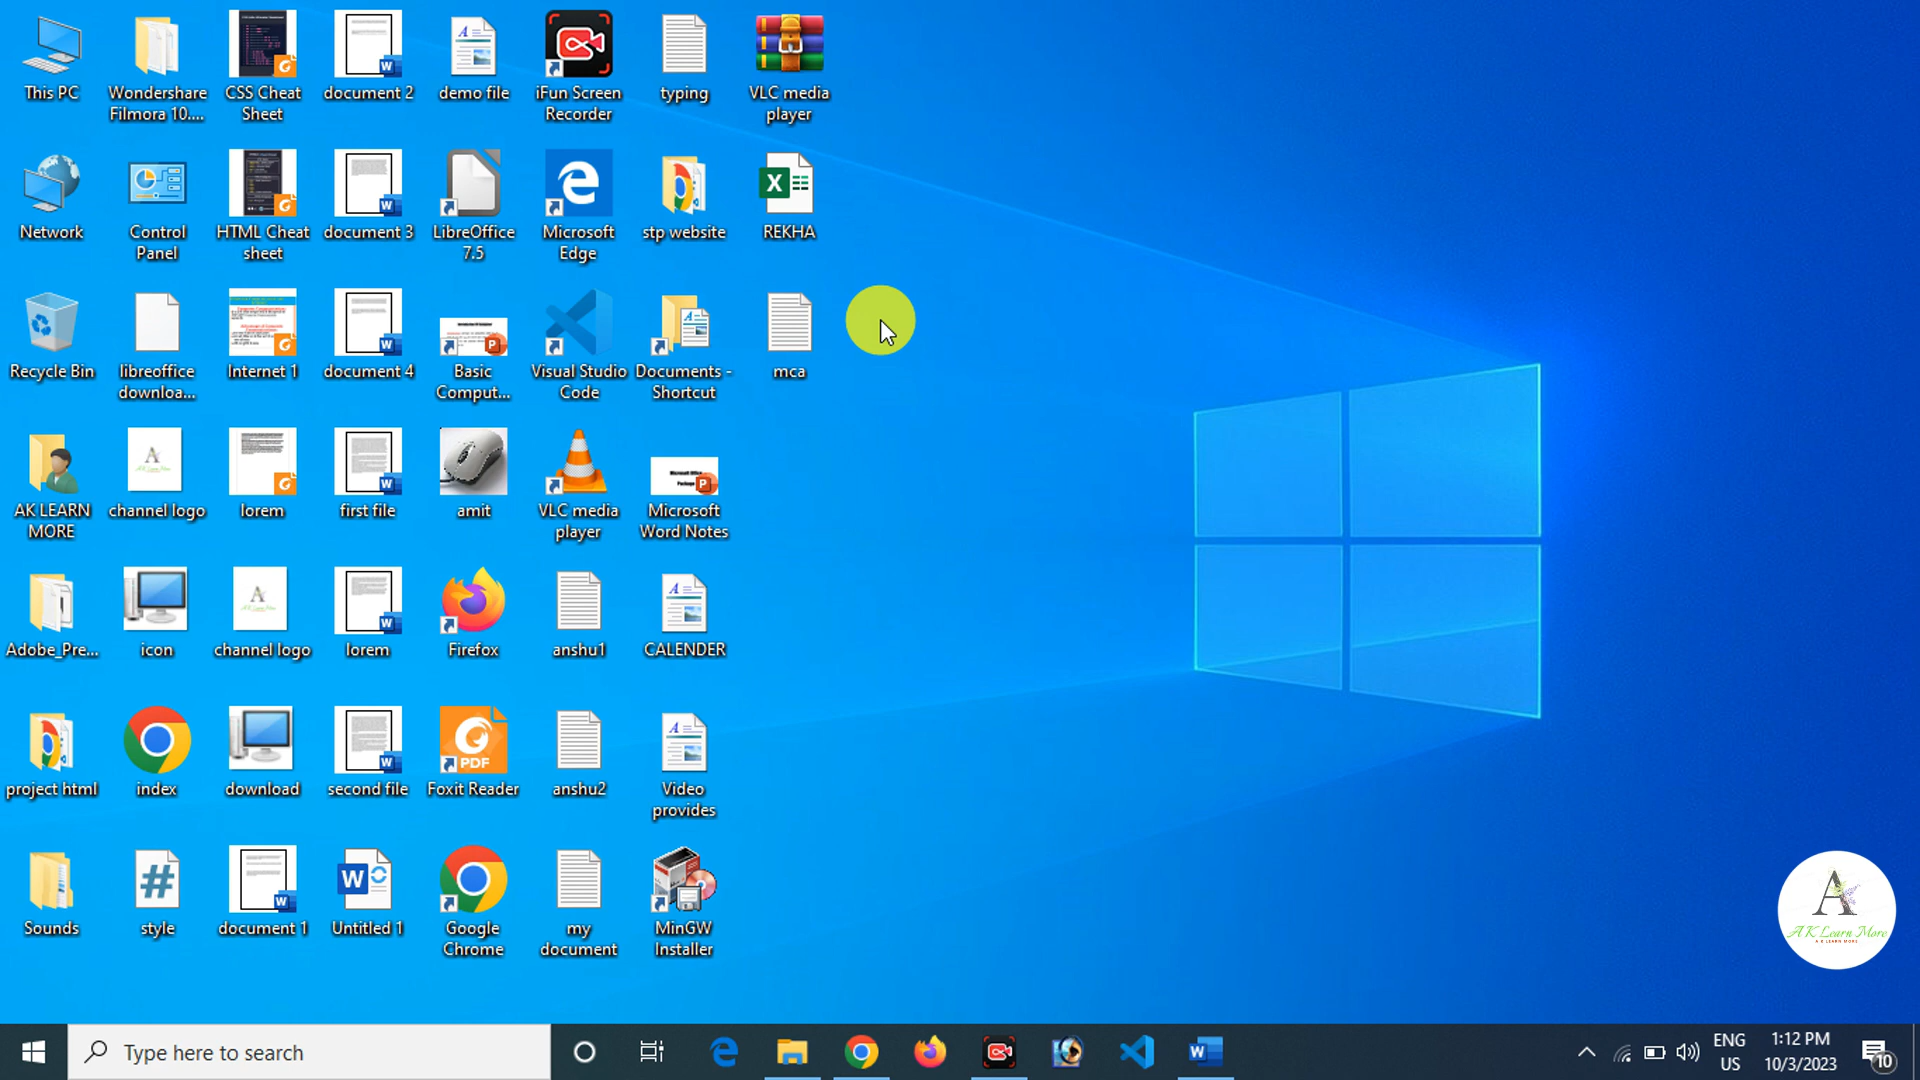 This PC
Wondershare
Filmora 10....
CSS Cheat
Sheet
document 2
demo file
iFun Screen
Recorder
typing
VLC media
player
Network
Control
Panel
HTML Cheat
sheet
document 3
LibreOffice
7.5
Microsoft
Edge
stp website
REKHA
Recycle Bin
libreoffice
downloa...
Internet 1
document 4
Basic
Comput...
Visual Studio
Code
Documents -
Shortcut
mca
AK LEARN
MORE
channel logo
lorem
first file
amit
VLC media
player
Microsoft
Word Notes
Adobe_Pre...
icon
channel logo
lorem
Firefox
anshu1
CALENDER
project html
index
download
second file
PDF
Foxit Reader
anshu2
Video
provides
Sounds
style
document 1
Untitled 1
Google
Chrome
my
document
MinGW
Installer
A K Learn More
A K LEARN MORE
Type here to search
ENG
US
1:12 PM
10/3/2023
10